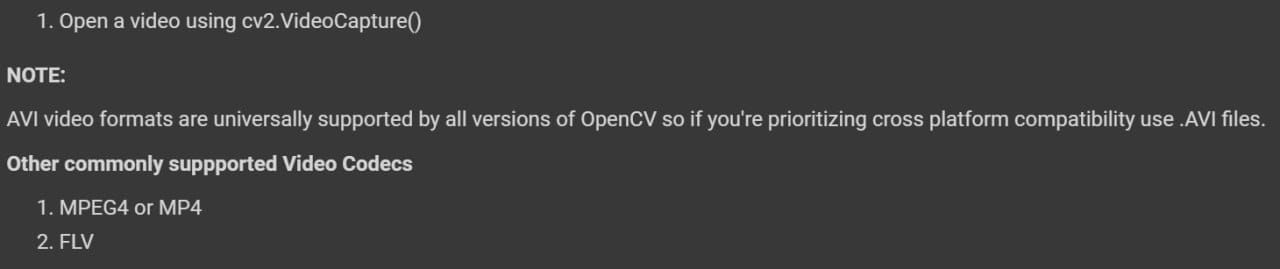 1. Open a video using cv2.VideoCapture()
NOTE:
AVI video formats are universally supported by all versions of OpenCV so if you're prioritizing cross platform compatibility use .AVI files.
Other commonly suppported Video Codecs
1. MPEG4 or MP4
2. FLV